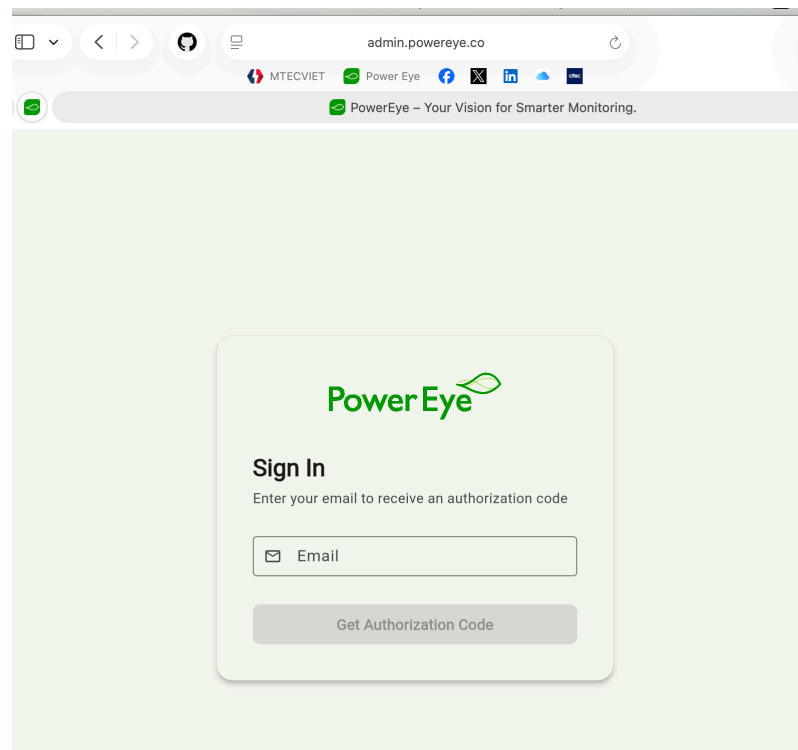 admin.powereye.co
MTECVIET Power Eye
PowerEye – Your Vision for Smarter Monitoring.
Power Eye
Sign In
Enter your email to receive an authorization code
Email
Get Authorization Code